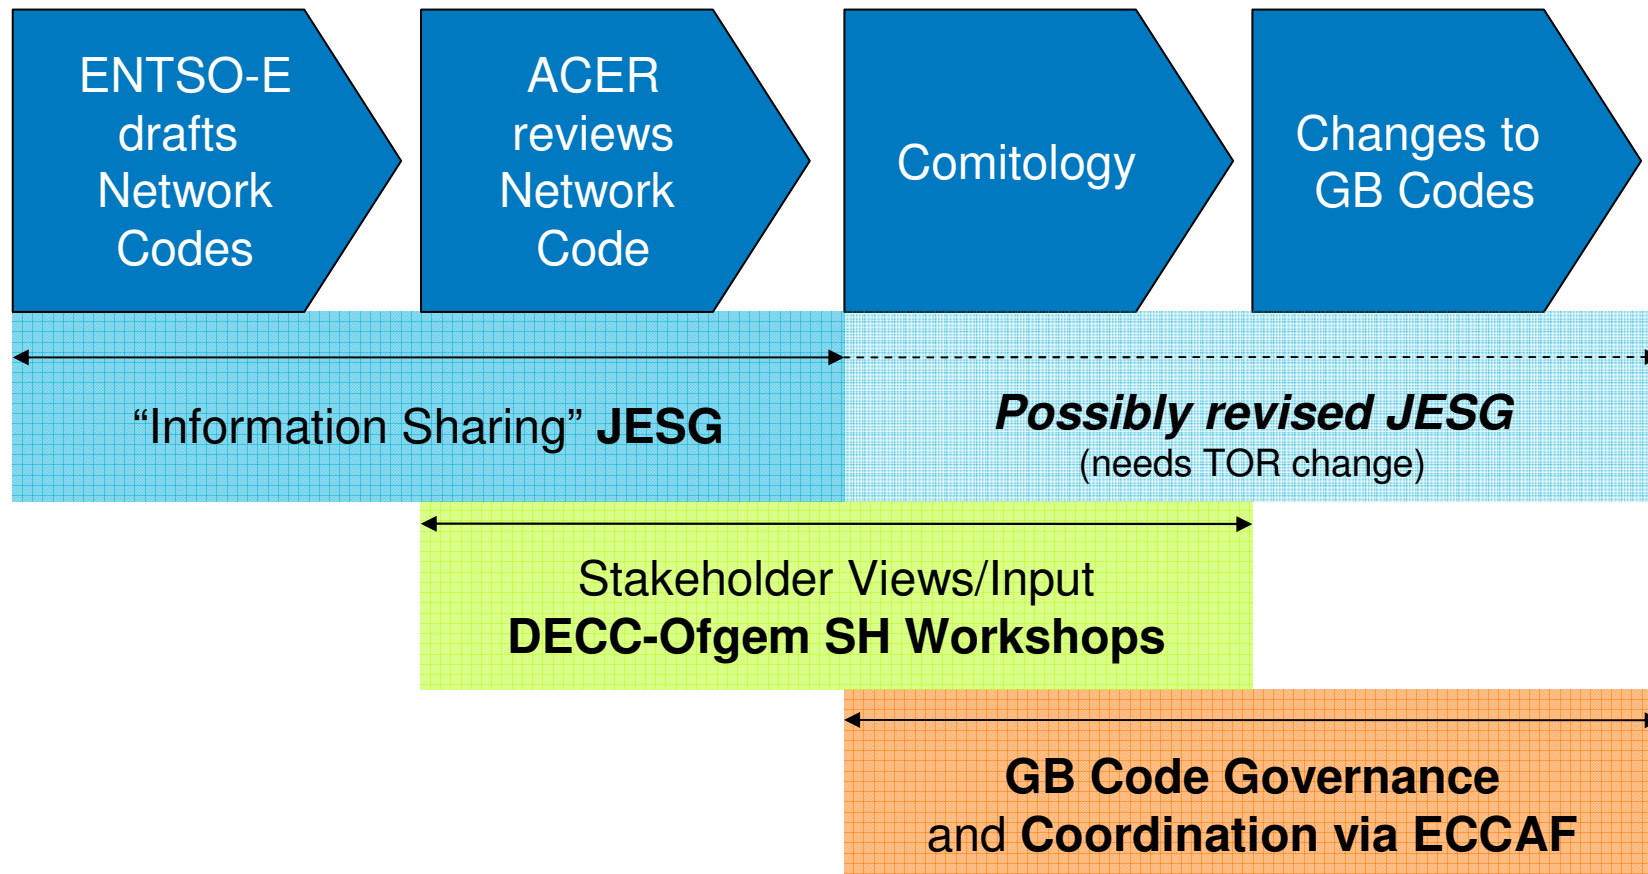 ENTSO-E
drafts
Network
Codes
ACER
reviews
Network
Code
Comitology
Changes to
GB Codes
“Information Sharing” JESG
Possibly revised JESG
(needs TOR change)
Stakeholder Views/Input
DECC-Ofgem SH Workshops
GB Code Governance
and Coordination via ECCAF